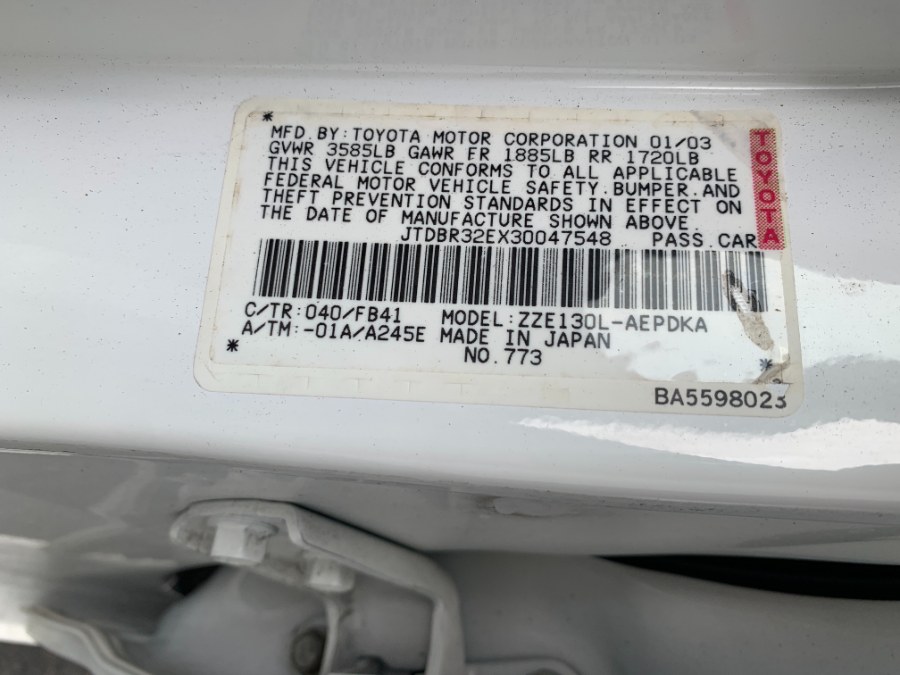 *
MFD.BY:TOYOTA MOTOR CORPORATION 01/03
GVWR 3585LB GAWR FR 1885LB RR 1720LB
THIS VEHICLE CONFORMS TO ALL APPLICABLE
FEDERAL MOTOR VEHICLE SAFETY.BUMPER.AND
THEFT PREVENTION STANDARDS IN EFFECT ON
THE DATE OF MANUFACTURE SHOWN ABOVE.
JTDBR32EX30047548 PASS.CAR
TOYOTA
C/TR:040/FB41 MODEL:ZZE130L-AEPDKA
A/TM:-01A/A245E MADE IN JAPAN
* NO.773 *
BA5598023